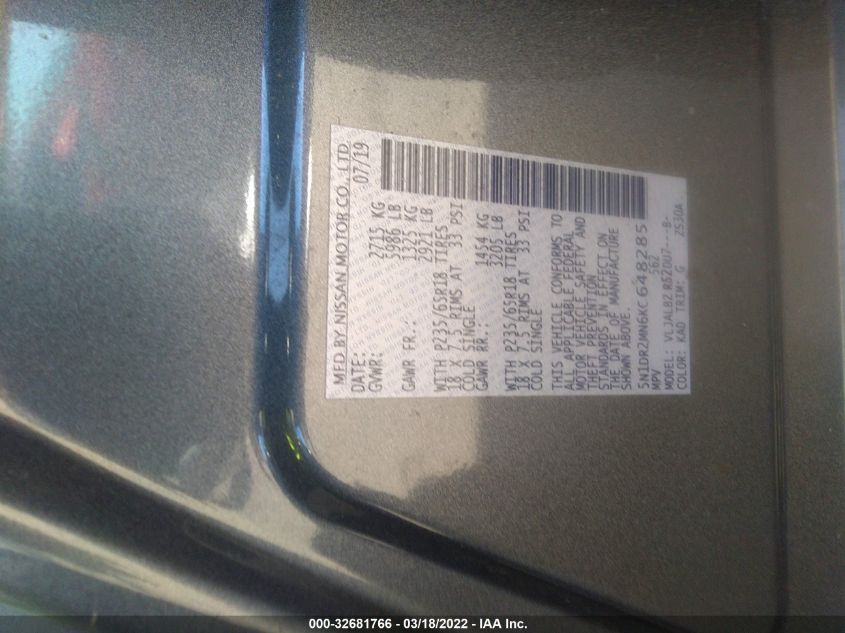 MFD BY NISSAN MOTOR CO., LTD.
DATE: 07/19
GVWR: 2715 KG
5986 LB
GAWR FR.: 1325 KG
2921 LB
WITH P235/65R18 TIRES
18 X 7.5 RIMS AT 33 PSI
COLD SINGLE
GAWR RR.: 1454 KG
3205 LB
WITH P235/65R18 TIRES
18 X 7.5 RIMS AT 33 PSI
COLD SINGLE
THIS VEHICLE CONFORMS TO
ALL APPLICABLE FEDERAL
MOTOR VEHICLE SAFETY AND
THEFT PREVENTION
STANDARDS IN EFFECT ON
THE DATE OF MANUFACTURE
SHOWN ABOVE.
5N1DR2MN6KC648285
MPV 562
MODEL: VLJALBZ R52DU7---B-
COLOR: KAD TRIM: G ZS30A
000-32681766 - 03/18/2022 - IAA Inc.